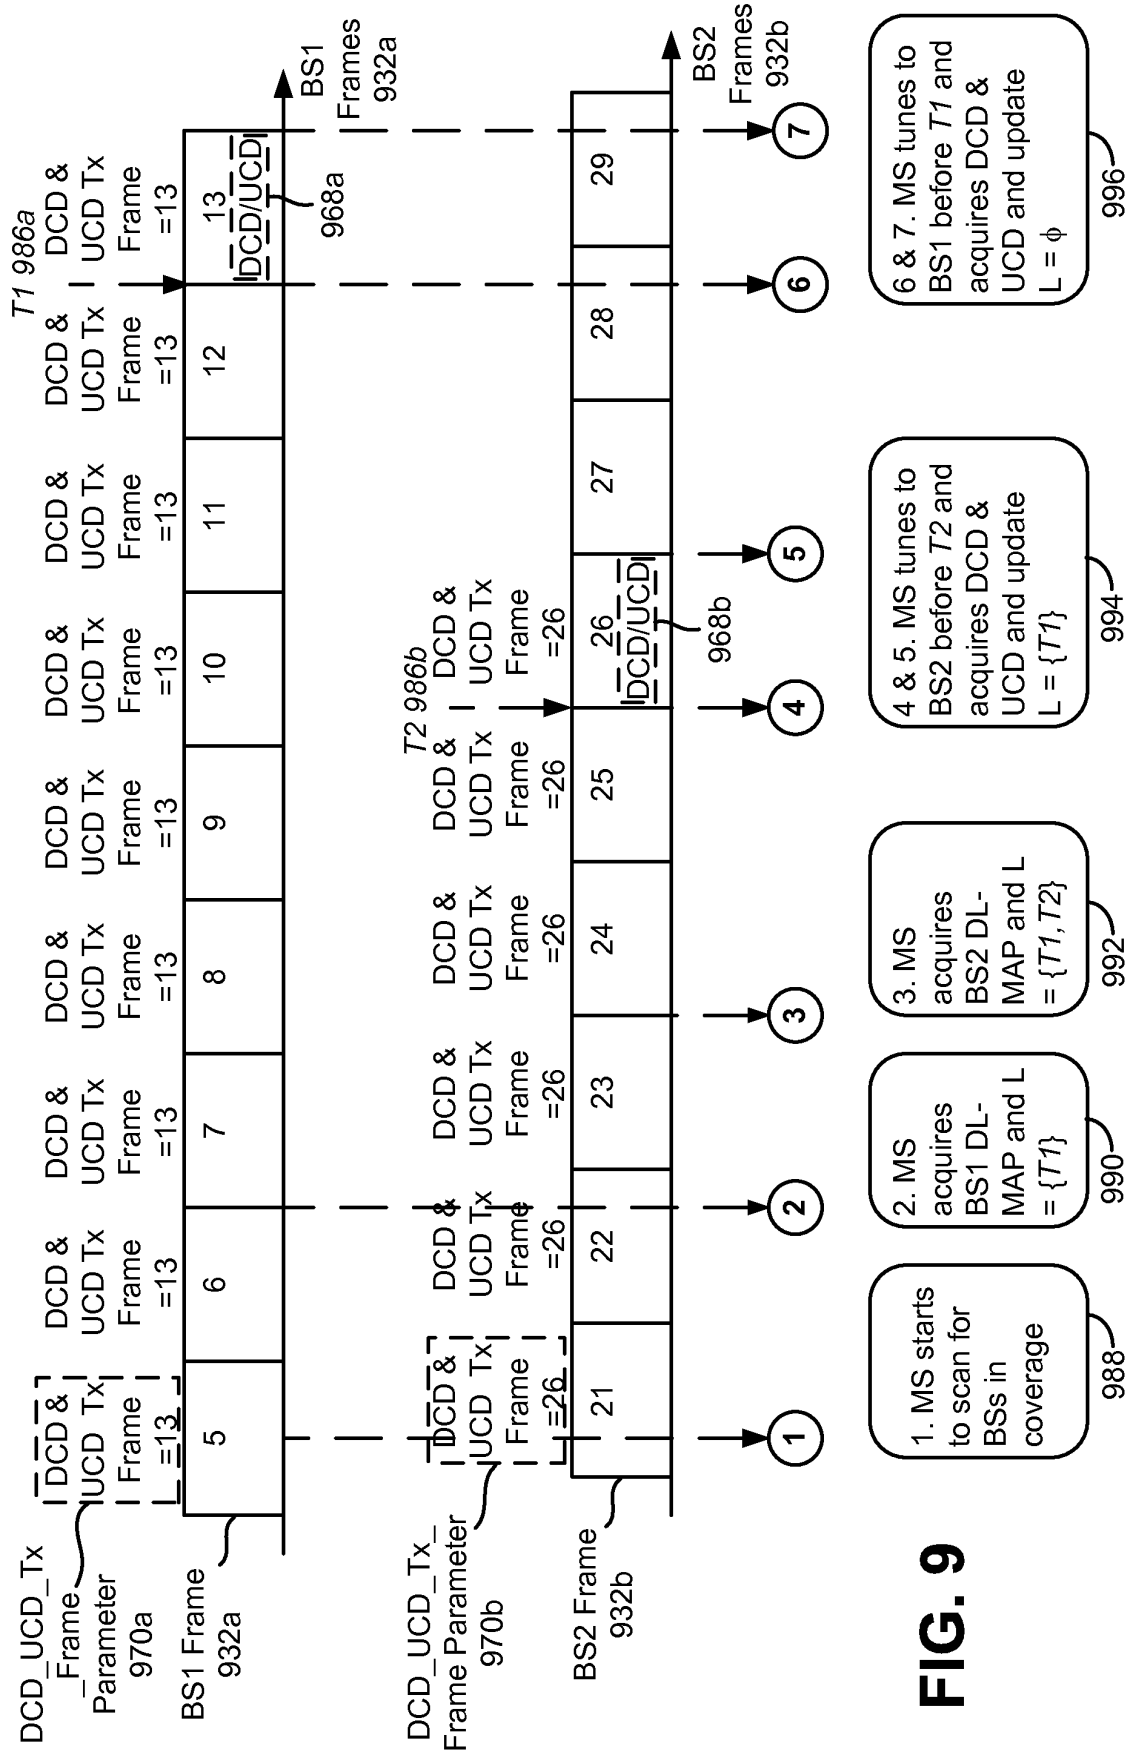 DCD_UCD_Tx
_Frame
Parameter
970a
DCD &
UCD Tx
Frame
=13
DCD &
UCD Tx
Frame
=13
DCD &
UCD Tx
Frame
=13
DCD &
UCD Tx
Frame
=13
DCD &
UCD Tx
Frame
=13
DCD &
UCD Tx
Frame
=13
DCD &
UCD Tx
Frame
=13
DCD &
UCD Tx
Frame
=13
T1 986a
DCD &
UCD Tx
Frame
=13
BS1 Frame
932a
5
6
7
8
9
10
11
12
13
DCD/UCD
968a
BS1
Frames
932a
DCD_UCD_Tx_
Frame Parameter
970b
DCD &
UCD Tx
Frame
=26
DCD &
UCD Tx
Frame
=26
DCD &
UCD Tx
Frame
=26
DCD &
UCD Tx
Frame
=26
DCD &
UCD Tx
Frame
=26
T2 986b
DCD &
UCD Tx
Frame
=26
BS2 Frame
932b
21
22
23
24
25
26
DCD/UCD
968b
27
28
29
BS2
Frames
932b
1
2
3
4
5
6
7
1. MS starts
to scan for
BSs in
coverage
988
2. MS
acquires
BS1 DL-
MAP and L
= {T1}
990
3. MS
acquires
BS2 DL-
MAP and L
= {T1,T2}
992
4 & 5. MS tunes to
BS2 before T2 and
acquires DCD &
UCD and update
L = {T1}
994
6 & 7. MS tunes to
BS1 before T1 and
acquires DCD &
UCD and update
L = ϕ
996
FIG. 9